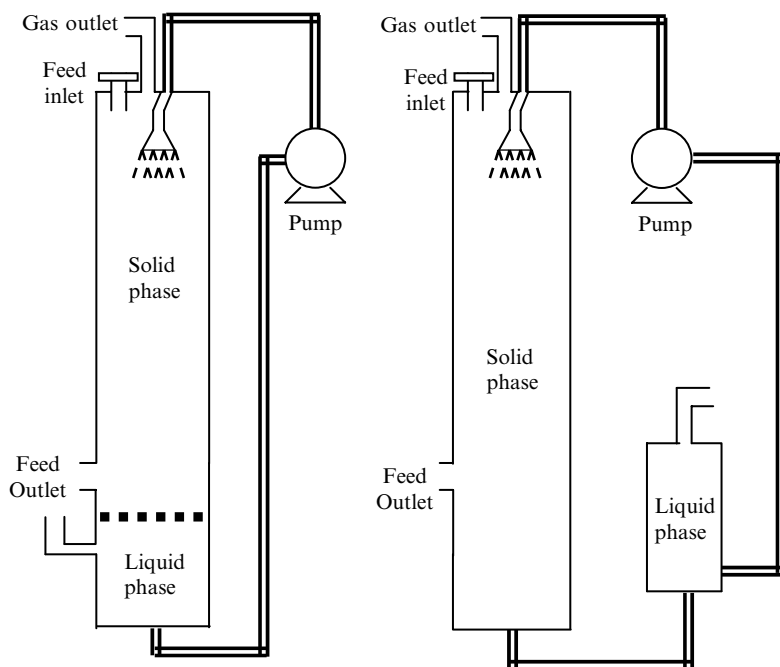 Gas outlet
Feed
inlet
Pump
Solid
phase
Feed
Outlet
Liquid
phase
Gas outlet
Feed
inlet
Pump
Solid
phase
Feed
Outlet
Liquid
phase